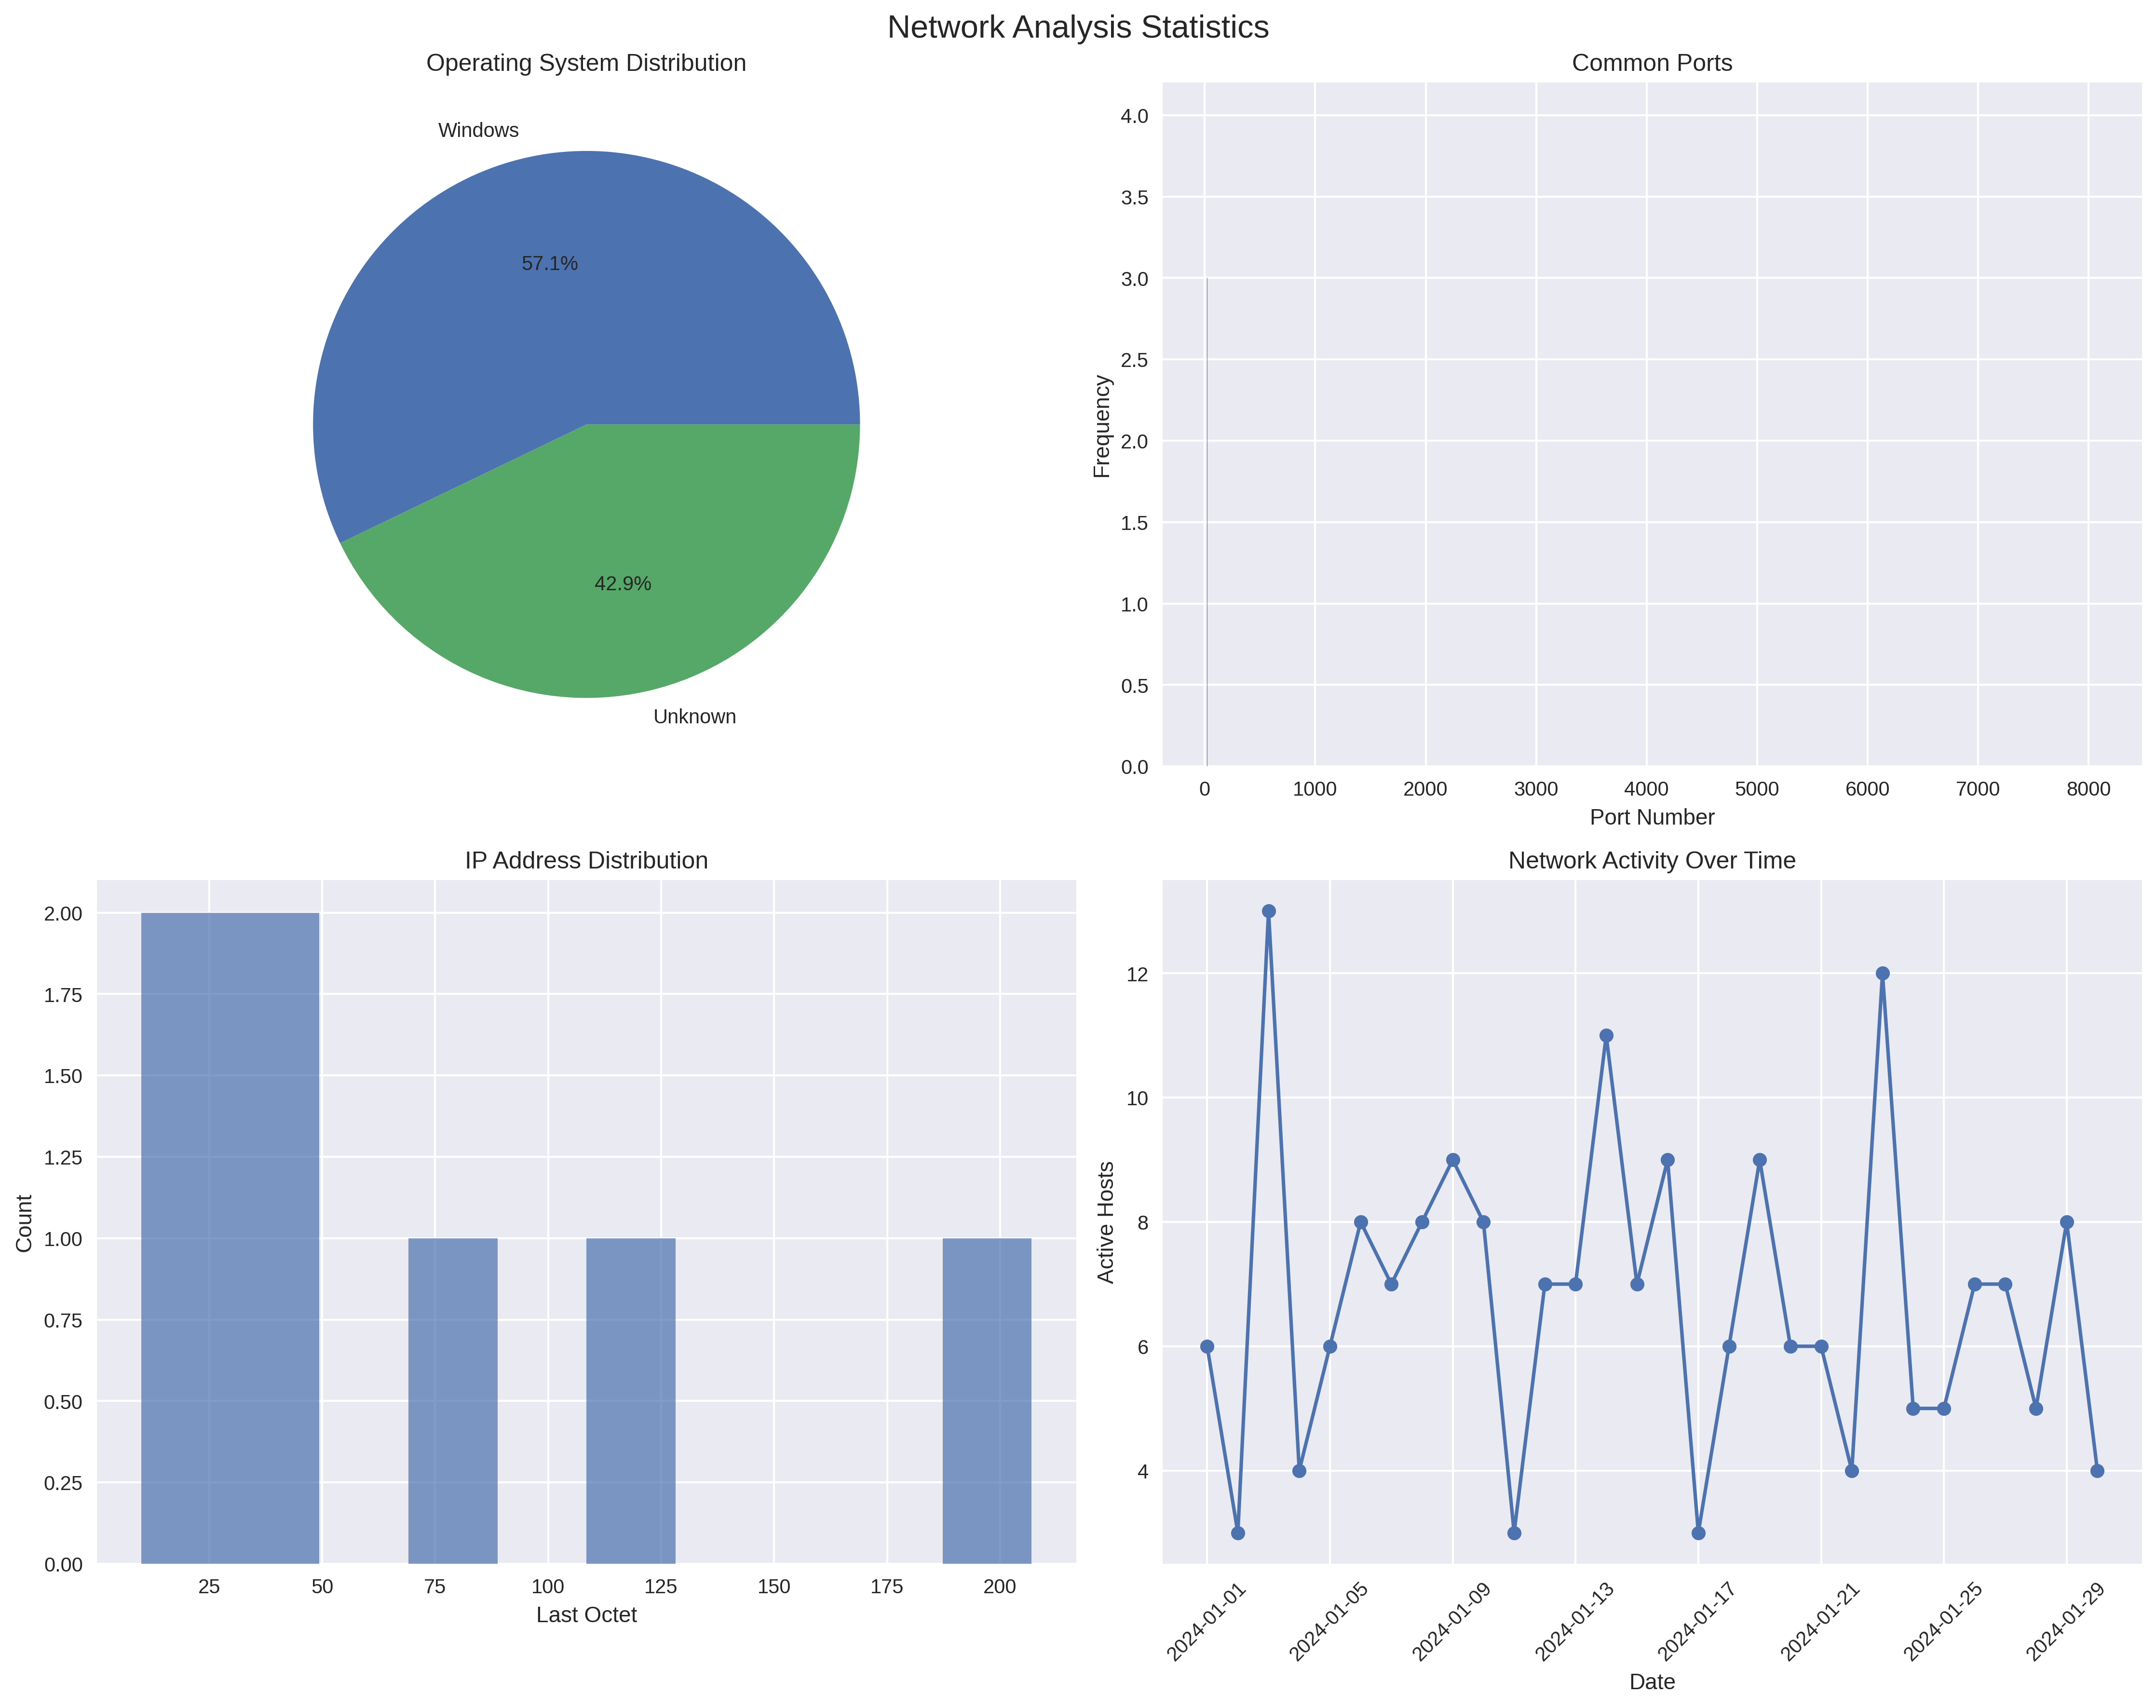 Network Analysis Statistics
Operating System Distribution
Windows
57.1%
42.9%
Unknown
Common Ports
4.0
3.5
3.0
2.5
2.0
1.5
1.0
0.5
0.0
Frequency
0 1000 2000 3000 4000 5000 6000 7000 8000
Port Number
IP Address Distribution
2.00
1.75
1.50
1.25
1.00
0.75
0.50
0.25
0.00
Count
25 50 75 100 125 150 175 200
Last Octet
Network Activity Over Time
12
10
8
6
4
Active Hosts
2024-01-01 2024-01-05 2024-01-09 2024-01-13 2024-01-17 2024-01-21 2024-01-25 2024-01-29
Date